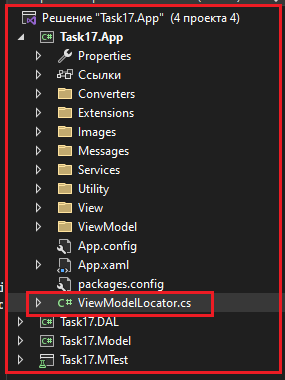 Решение "Task17.App" (4 проекта 4)
C# Task17.App
Properties
Ссылки
Converters
Extensions
Images
Messages
Services
Utility
View
ViewModel
App.config
App.xaml
packages.config
C# ViewModelLocator.cs
C# Task17.DAL
C# Task17.Model
Task17.MTest